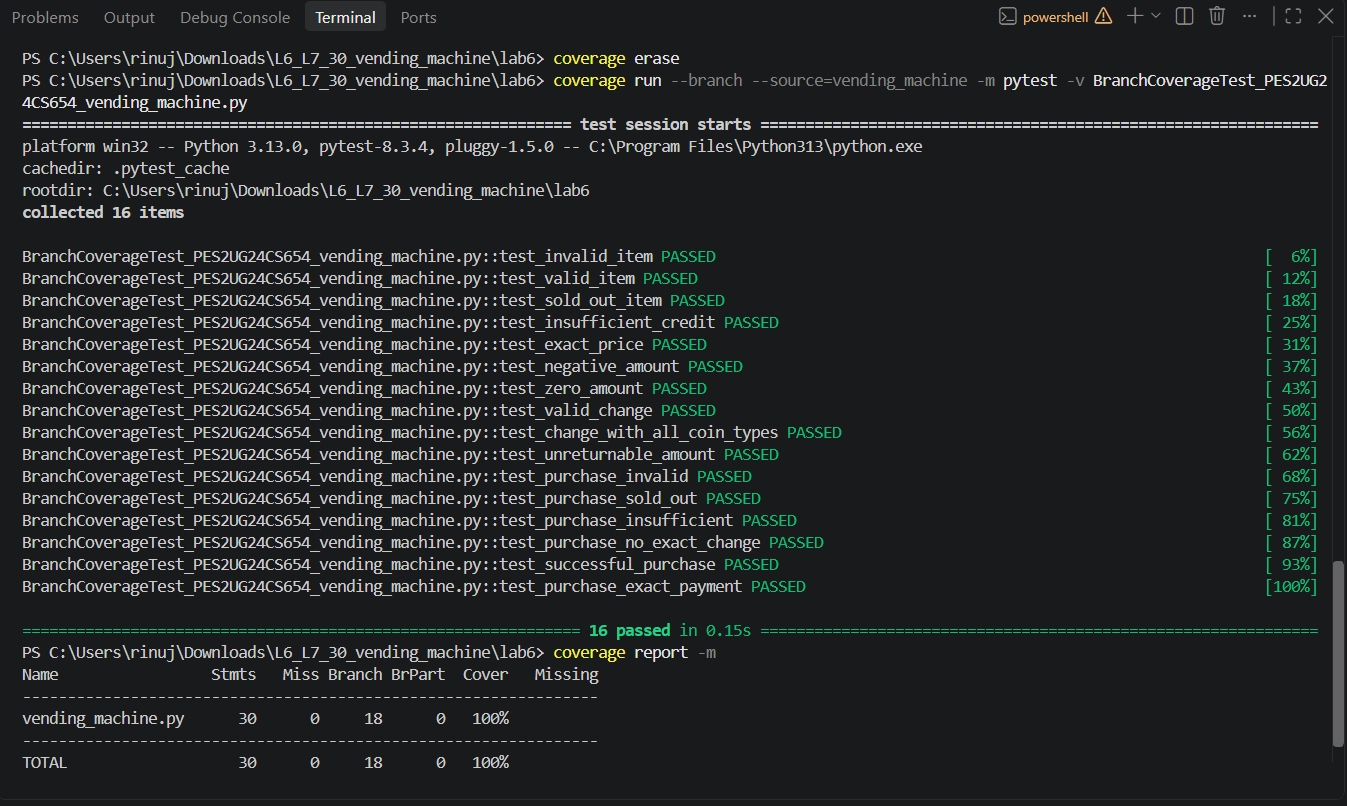 Problems Output Debug Console Terminal Ports powershell
PS C:\Users\rinuj\Downloads\L6_L7_30_vending_machine\lab6> coverage erase
PS C:\Users\rinuj\Downloads\L6_L7_30_vending_machine\lab6> coverage run --branch --source=vending_machine -m pytest -v BranchCoverageTest_PES2UG2
4CS654_vending_machine.py
============================================================= test session starts ==============================================================
platform win32 -- Python 3.13.0, pytest-8.3.4, pluggy-1.5.0 -- C:\Program Files\Python313\python.exe
cachedir: .pytest_cache
rootdir: C:\Users\rinuj\Downloads\L6_L7_30_vending_machine\lab6
collected 16 items
BranchCoverageTest_PES2UG24CS654_vending_machine.py::test_invalid_item PASSED [  6%]
BranchCoverageTest_PES2UG24CS654_vending_machine.py::test_valid_item PASSED [ 12%]
BranchCoverageTest_PES2UG24CS654_vending_machine.py::test_sold_out_item PASSED [ 18%]
BranchCoverageTest_PES2UG24CS654_vending_machine.py::test_insufficient_credit PASSED [ 25%]
BranchCoverageTest_PES2UG24CS654_vending_machine.py::test_exact_price PASSED [ 31%]
BranchCoverageTest_PES2UG24CS654_vending_machine.py::test_negative_amount PASSED [ 37%]
BranchCoverageTest_PES2UG24CS654_vending_machine.py::test_zero_amount PASSED [ 43%]
BranchCoverageTest_PES2UG24CS654_vending_machine.py::test_valid_change PASSED [ 50%]
BranchCoverageTest_PES2UG24CS654_vending_machine.py::test_change_with_all_coin_types PASSED [ 56%]
BranchCoverageTest_PES2UG24CS654_vending_machine.py::test_unreturnable_amount PASSED [ 62%]
BranchCoverageTest_PES2UG24CS654_vending_machine.py::test_purchase_invalid PASSED [ 68%]
BranchCoverageTest_PES2UG24CS654_vending_machine.py::test_purchase_sold_out PASSED [ 75%]
BranchCoverageTest_PES2UG24CS654_vending_machine.py::test_purchase_insufficient PASSED [ 81%]
BranchCoverageTest_PES2UG24CS654_vending_machine.py::test_purchase_no_exact_change PASSED [ 87%]
BranchCoverageTest_PES2UG24CS654_vending_machine.py::test_successful_purchase PASSED [ 93%]
BranchCoverageTest_PES2UG24CS654_vending_machine.py::test_purchase_exact_payment PASSED [100%]
============================================================== 16 passed in 0.15s ==============================================================
PS C:\Users\rinuj\Downloads\L6_L7_30_vending_machine\lab6> coverage report -m
Name                 Stmts   Miss Branch BrPart  Cover   Missing
----------------------------------------------------------------
vending_machine.py      30      0     18      0   100%
----------------------------------------------------------------
TOTAL                   30      0     18      0   100%